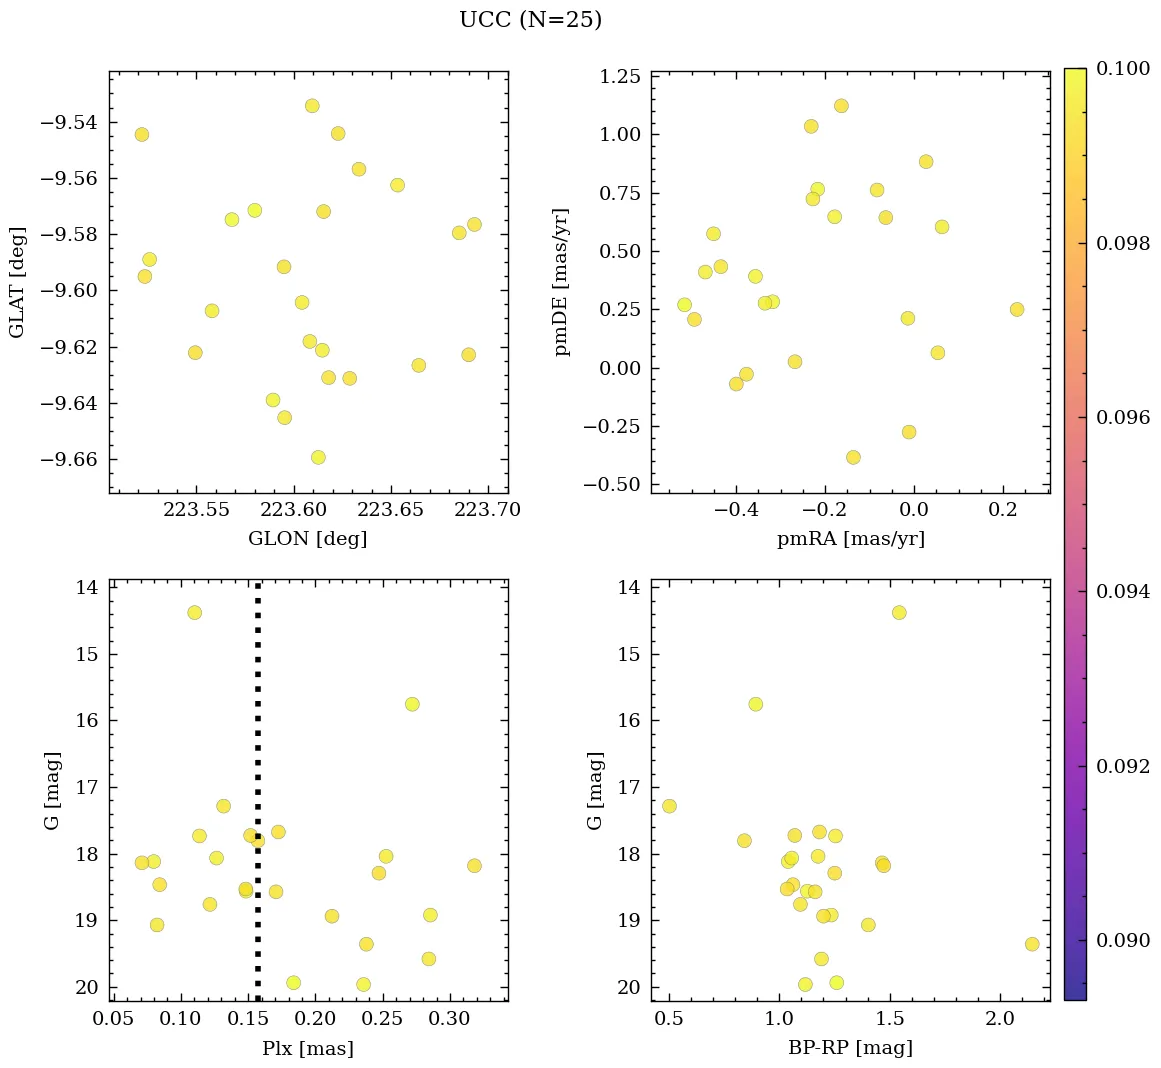 UCC (N=25)
−9.54
−9.56
−9.58
−9.60
−9.62
−9.64
−9.66
GLAT [deg]
223.55 223.60 223.65 223.70
GLON [deg]
1.25
1.00
0.75
0.50
0.25
0.00
−0.25
−0.50
pmDE [mas/yr]
−0.4 −0.2 0.0 0.2
pmRA [mas/yr]
0.100
0.098
0.096
0.094
0.092
0.090
14
15
16
17
18
19
20
G [mag]
0.05 0.10 0.15 0.20 0.25 0.30
Plx [mas]
14
15
16
17
18
19
20
G [mag]
0.5 1.0 1.5 2.0
BP-RP [mag]